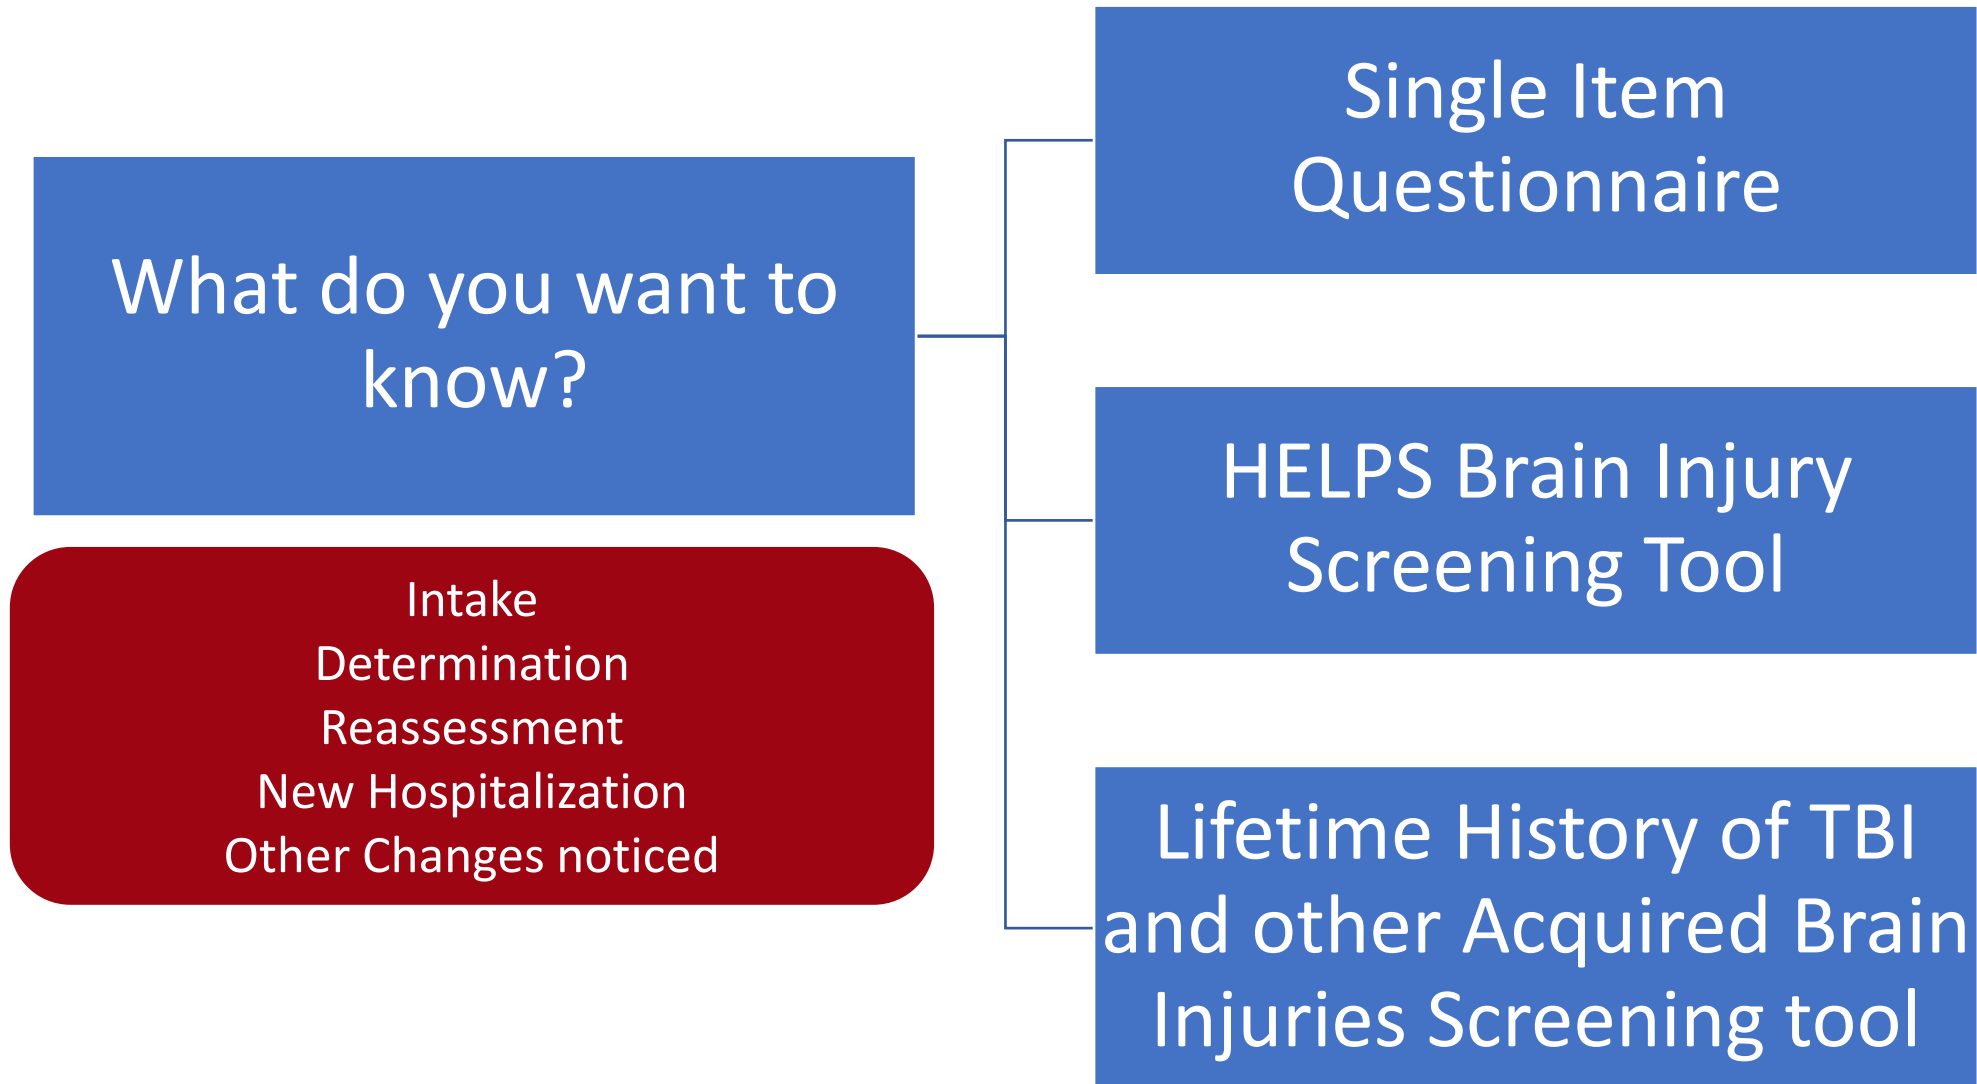 What do you want to
know?
Intake
Determination
Reassessment
New Hospitalization
Other Changes noticed
Single Item
Questionnaire
HELPS Brain Injury
Screening Tool
Lifetime History of TBI
and other Acquired Brain
Injuries Screening tool